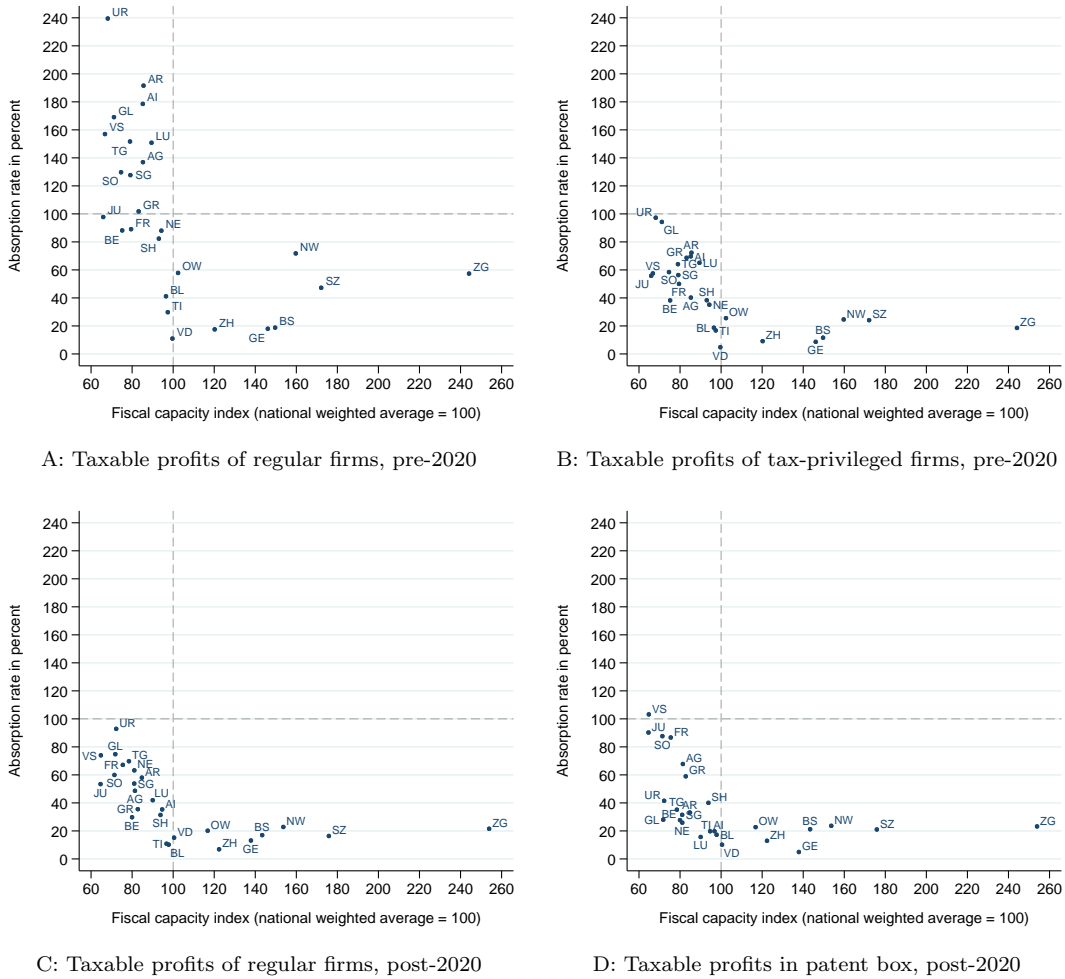 Absorption rate in percent
240
220
200
180
160
140
120
100
80
60
40
20
0
UR
AR
AI
GL
VS
TG
LU
AG
SO
SG
JU
GR
BE
FR
NE
SH
OW
NW
SZ
ZG
BL
TI
VD
ZH
GE
BS
60 80 100 120 140 160 180 200 220 240 260
Fiscal capacity index (national weighted average = 100)
A: Taxable profits of regular firms, pre-2020
Absorption rate in percent
240
220
200
180
160
140
120
100
80
60
40
20
0
UR
GL
AR
GR
AI
TG
LU
VS
JU
SO
SG
FR
BE
AG
SH
NE
OW
BL
TI
VD
ZH
BS
GE
NW
SZ
ZG
60 80 100 120 140 160 180 200 220 240 260
Fiscal capacity index (national weighted average = 100)
B: Taxable profits of tax-privileged firms, pre-2020
Absorption rate in percent
240
220
200
180
160
140
120
100
80
60
40
20
0
UR
GL
VS
TG
FR
NE
AR
SO
SG
JU
AG
LU
GR
AI
BE
SH
VD
TI
BL
OW
ZH
BS
GE
NW
SZ
ZG
60 80 100 120 140 160 180 200 220 240 260
Fiscal capacity index (national weighted average = 100)
C: Taxable profits of regular firms, post-2020
Absorption rate in percent
240
220
200
180
160
140
120
100
80
60
40
20
0
VS
JU
SO
FR
AG
GR
UR
SH
TG
AR
GL
BE
SG
NE
TI
AI
LU
BL
VD
OW
ZH
BS
GE
NW
SZ
ZG
60 80 100 120 140 160 180 200 220 240 260
Fiscal capacity index (national weighted average = 100)
D: Taxable profits in patent box, post-2020